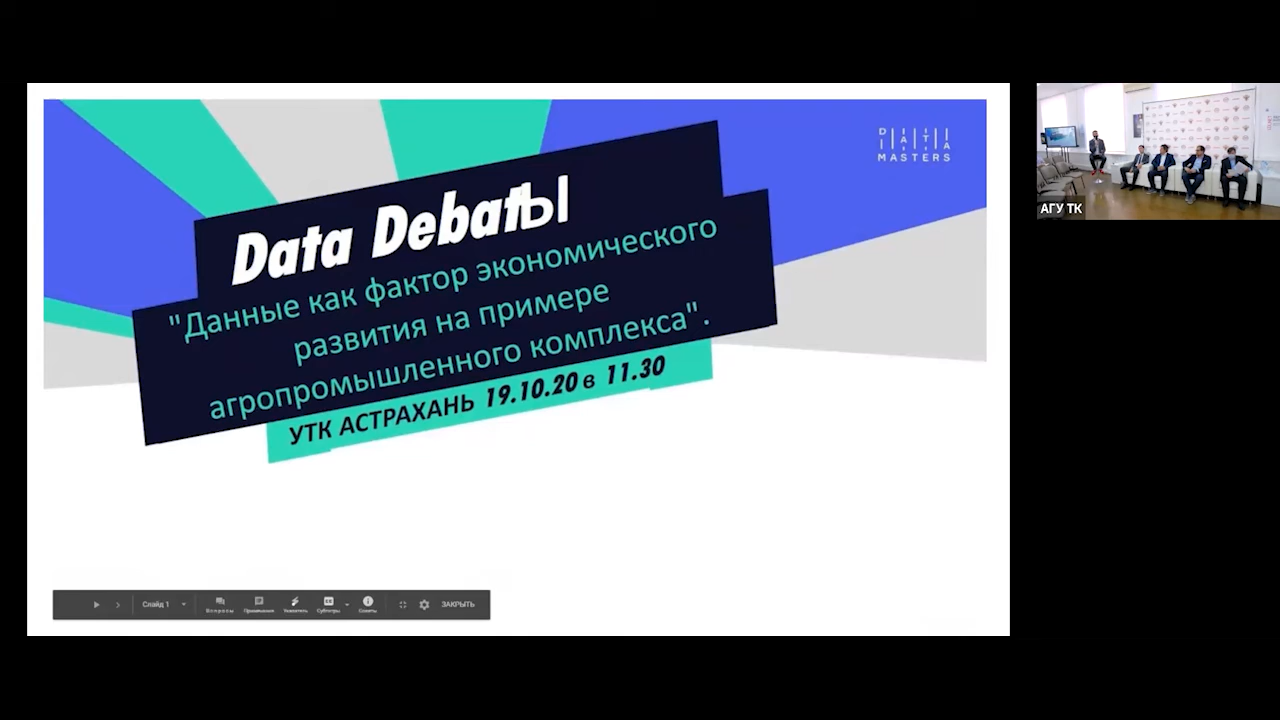 DATA
MASTERS
Data Debatы
"Данные как фактор экономического
развития на примере
агропромышленного комплекса".
УТК АСТРАХАНЬ 19.10.20 в 11.30
Слайд 1
Вопросы
Примечания
Указатель
Субтитры
Советы
ЗАКРЫТЬ
АГУ ТК